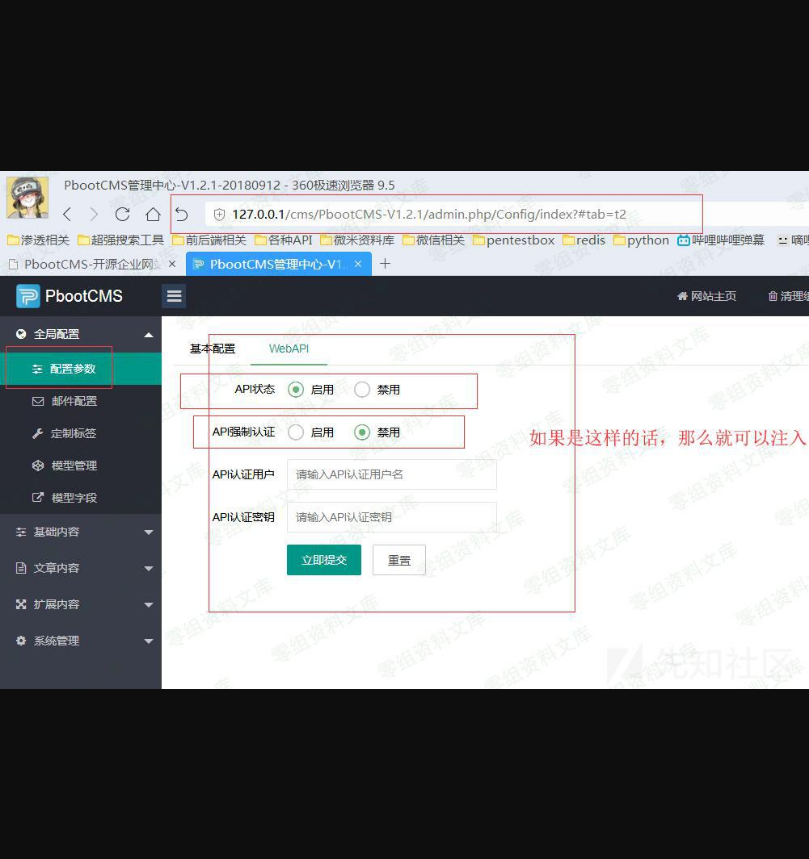 PbootCMS管理中心-V1.2.1-20180912 - 360极速浏览器 9.5
127.0.0.1/cms/PbootCMS-V1.2.1/admin.php/Config/index?#tab=t2
渗透相关 超强搜索工具 前后端相关 各种API 微米资料库 微信相关 pentestbox redis python 哔哩哔哩弹幕
PbootCMS-开源企业网 × PbootCMS管理中心-V1 × +
PbootCMS 网站主页 清理
全局配置
基本配置 WebAPI
配置参数
API状态 启用 禁用
邮件配置
API强制认证 启用 禁用
如果是这样的话，那么就可以注入
定制标签
模型管理
API认证用户 请输入API认证用户名
模型字段
API认证密钥 请输入API认证密钥
基础内容
立即提交 重置
文章内容
扩展内容
系统管理
零组资料文库
先知社区